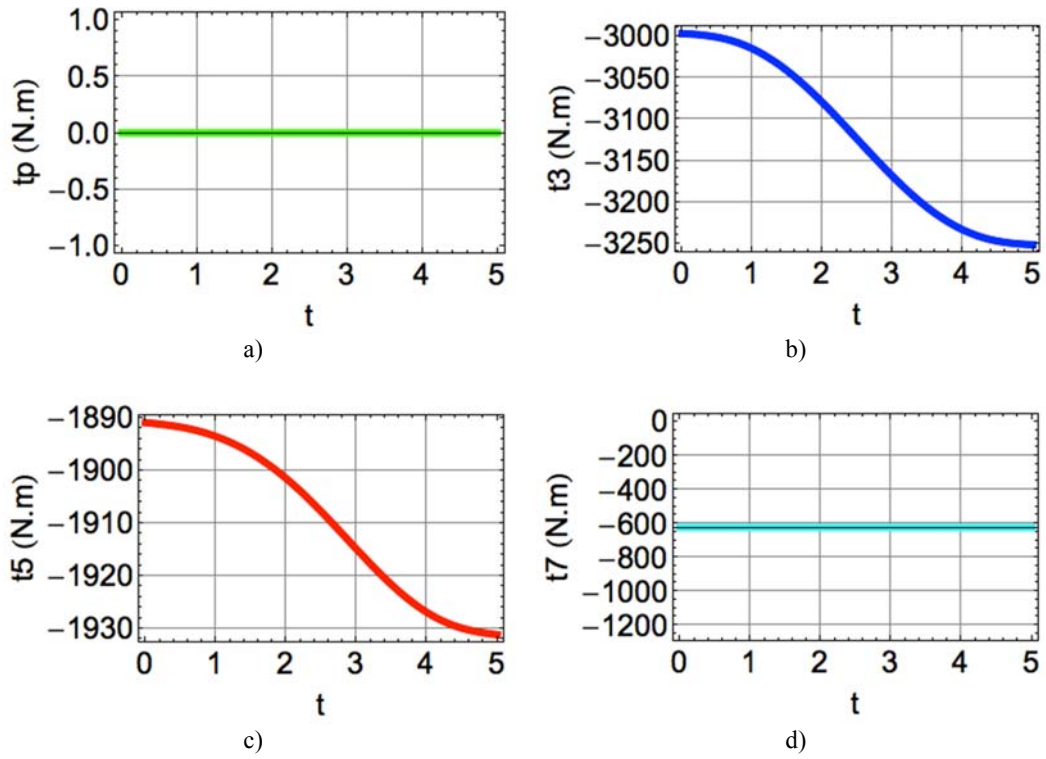 tp (N.m)
1.0
0.5
0.0
−0.5
−1.0
0 1 2 3 4 5
t
a)
t3 (N.m)
−3000
−3050
−3100
−3150
−3200
−3250
0 1 2 3 4 5
t
b)
t5 (N.m)
−1890
−1900
−1910
−1920
−1930
0 1 2 3 4 5
t
c)
t7 (N.m)
0
−200
−400
−600
−800
−1000
−1200
0 1 2 3 4 5
t
d)